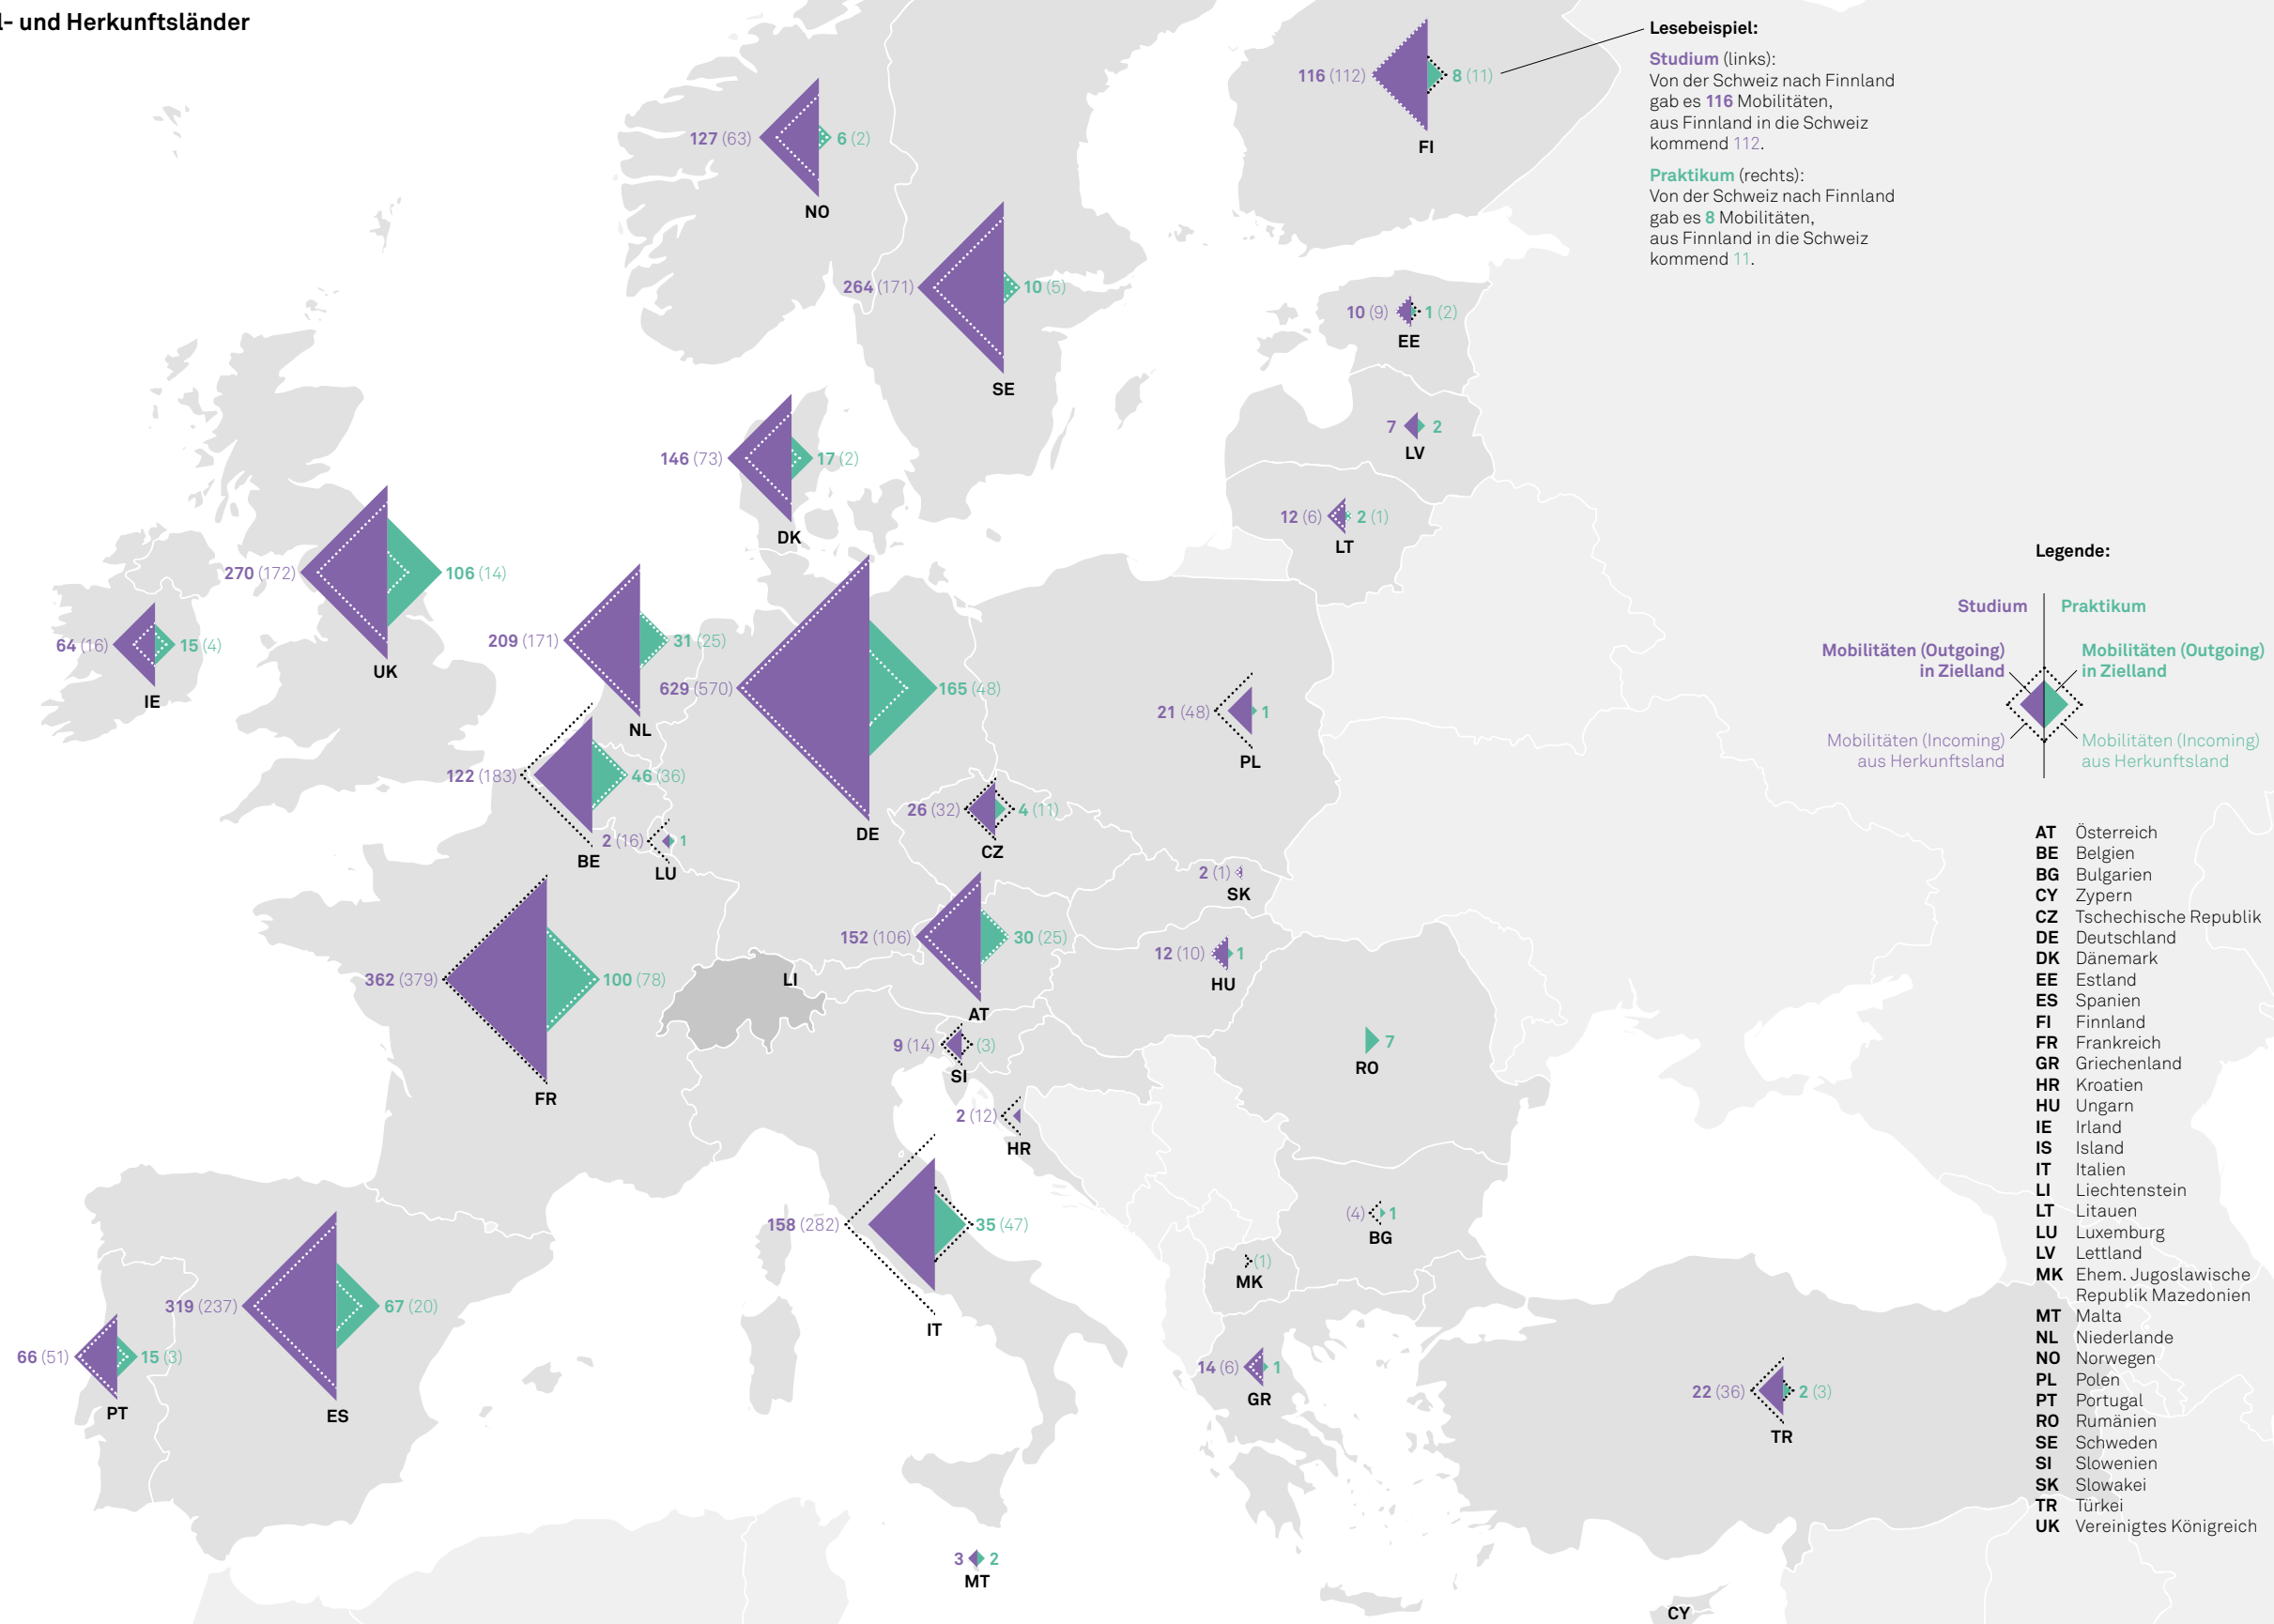 - und Herkunftsländer
Lesebeispiel:
Studium (links):
Von der Schweiz nach Finnland
gab es 116 Mobilitäten,
aus Finnland in die Schweiz
kommend 112.
Praktikum (rechts):
Von der Schweiz nach Finnland
gab es 8 Mobilitäten,
aus Finnland in die Schweiz
kommend 11.
116 (112) 8 (11)
FI
127 (63) 6 (2)
NO
264 (171) 10 (5)
SE
10 (9) 1 (2)
EE
7 2
LV
146 (73) 17 (2)
DK
12 (6) 2 (1)
LT
270 (172) 106 (14)
UK
64 (16) 15 (4)
IE
209 (171) 31 (25)
NL
629 (570) 165 (48)
DE
21 (48) 1
PL
122 (183) 46 (36)
BE
26 (32) 4 (11)
CZ
2 (16) 1
LU
2 (1)
SK
152 (106) 30 (25)
AT
12 (10) 1
HU
362 (379) 100 (78)
FR
LI
9 (14) (3)
SI
7
RO
2 (12)
HR
158 (282) 35 (47)
IT
(4) 1
BG
(1)
MK
319 (237) 67 (20)
ES
66 (51) 15 (3)
PT
14 (6) 1
GR
22 (36) 2 (3)
TR
3 2
MT
CY
Legende:
Studium Praktikum
Mobilitäten (Outgoing)
in Zielland
Mobilitäten (Outgoing)
in Zielland
Mobilitäten (Incoming)
aus Herkunftsland
Mobilitäten (Incoming)
aus Herkunftsland
AT Österreich
BE Belgien
BG Bulgarien
CY Zypern
CZ Tschechische Republik
DE Deutschland
DK Dänemark
EE Estland
ES Spanien
FI Finnland
FR Frankreich
GR Griechenland
HR Kroatien
HU Ungarn
IE Irland
IS Island
IT Italien
LI Liechtenstein
LT Litauen
LU Luxemburg
LV Lettland
MK Ehem. Jugoslawische
Republik Mazedonien
MT Malta
NL Niederlande
NO Norwegen
PL Polen
PT Portugal
RO Rumänien
SE Schweden
SI Slowenien
SK Slowakei
TR Türkei
UK Vereinigtes Königreich